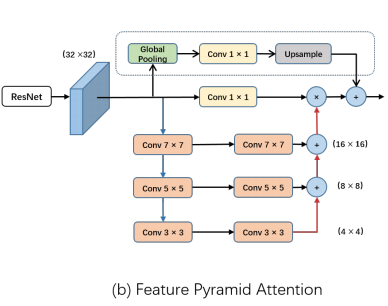 (32 ×32)
Global
Pooling
Conv 1 × 1
Upsample
ResNet
Conv 1 × 1
×
+
Conv 7 × 7
Conv 7 × 7
+
(16 × 16)
Conv 5 × 5
Conv 5 × 5
+
(8 × 8)
Conv 3 × 3
Conv 3 × 3
(4 × 4)
(b) Feature Pyramid Attention